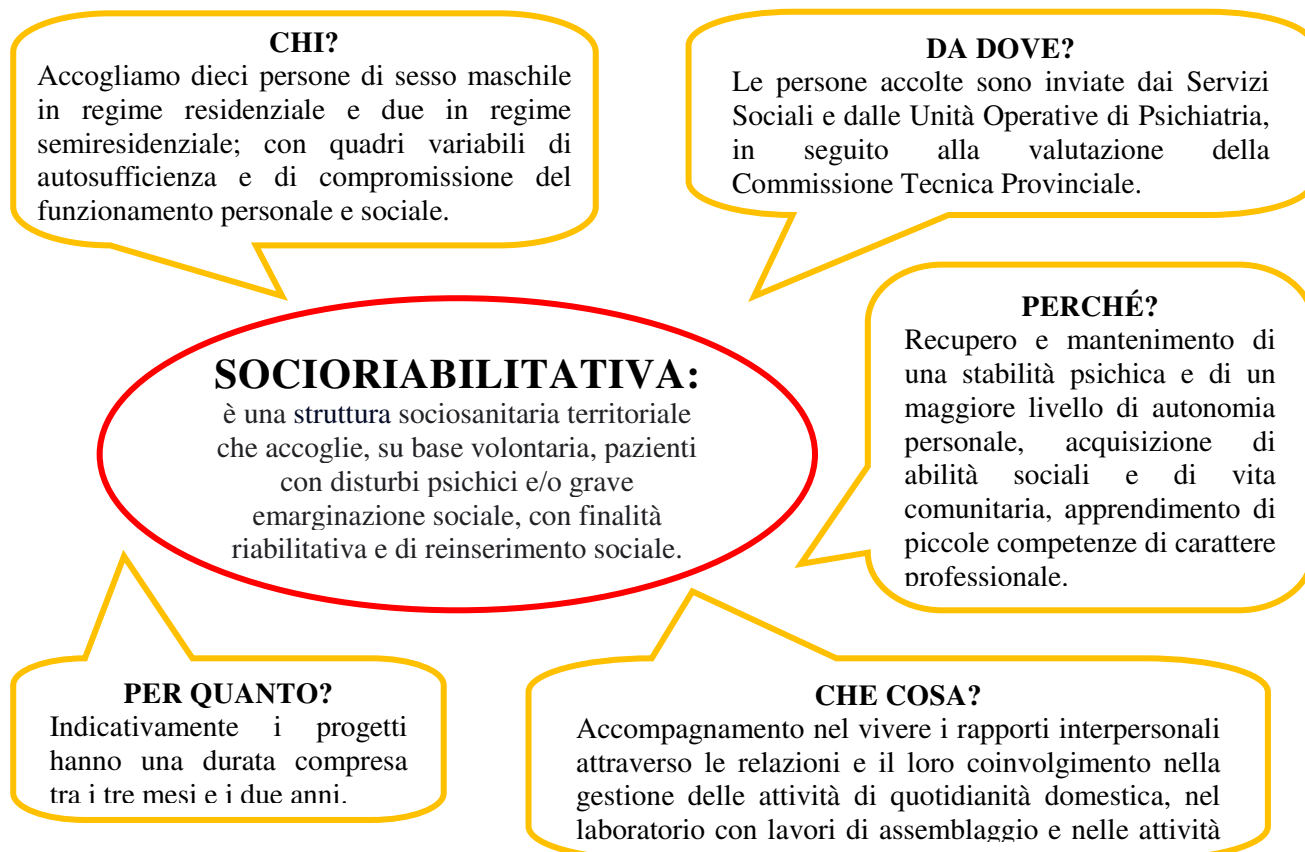 CHI?
Accogliamo dieci persone di sesso maschile
in regime residenziale e due in regime
semiresidenziale; con quadri variabili di
autosufficienza e di compromissione del
funzionamento personale e sociale.
DA DOVE?
Le persone accolte sono inviate dai Servizi
Sociali e dalle Unità Operative di Psichiatria,
in seguito alla valutazione della
Commissione Tecnica Provinciale.
PERCHÉ?
Recupero e mantenimento di
una stabilità psichica e di un
maggiore livello di autonomia
personale, acquisizione di
abilità sociali e di vita
comunitaria, apprendimento di
piccole competenze di carattere
professionale.
SOCIORIABILITATIVA:
è una struttura sociosanitaria territoriale
che accoglie, su base volontaria, pazienti
con disturbi psichici e/o grave
emarginazione sociale, con finalità
riabilitativa e di reinserimento sociale.
PER QUANTO?
Indicativamente i progetti
hanno una durata compresa
tra i tre mesi e i due anni.
CHE COSA?
Accompagnamento nel vivere i rapporti interpersonali
attraverso le relazioni e il loro coinvolgimento nella
gestione delle attività di quotidianità domestica, nel
laboratorio con lavori di assemblaggio e nelle attività